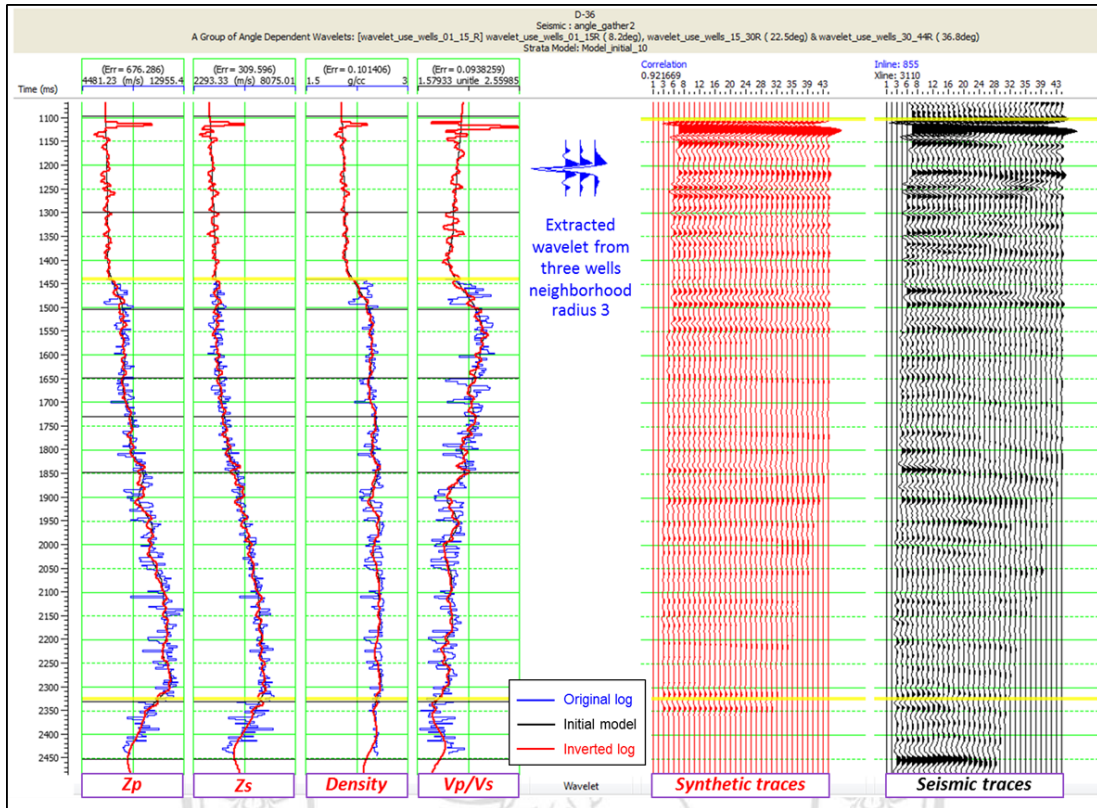 D-36
Seismic : angle_gather2
A Group of Angle Dependent Wavelets: [wavelet_use_wells_01_15_R] wavelet_use_wells_01_15R ( 8.2deg), wavelet_use_wells_15_30R ( 22.5deg) & wavelet_use_wells_30_44R ( 36.8deg)
Strata Model: Model_initial_10
(Err = 676.286) (Err = 309.596) (Err = 0.101406) (Err = 0.0938259) Correlation Inline: 855
4481.23 (m/s) 12955.4 2293.33 (m/s) 8075.01 1.5 g/cc 3 1.57933 unitle 2.55985 0.921669 Xline: 3110
Time (ms) 1 3 6 8 12 16 20 24 27 31 35 39 43 1 3 6 8 12 16 20 24 27 30 35 39 43
1100
1150
1200
1250
1300
1350
1400
1450
1500
1550
1600
1650
1700
1750
1800
1850
1900
1950
2000
2050
2100
2150
2200
2250
2300
2350
2400
2450
Extracted
wavelet from
three wells
neighborhood
radius 3
Original log
Initial model
Inverted log
Zp Zs Density Vp/Vs Wavelet Synthetic traces Seismic traces